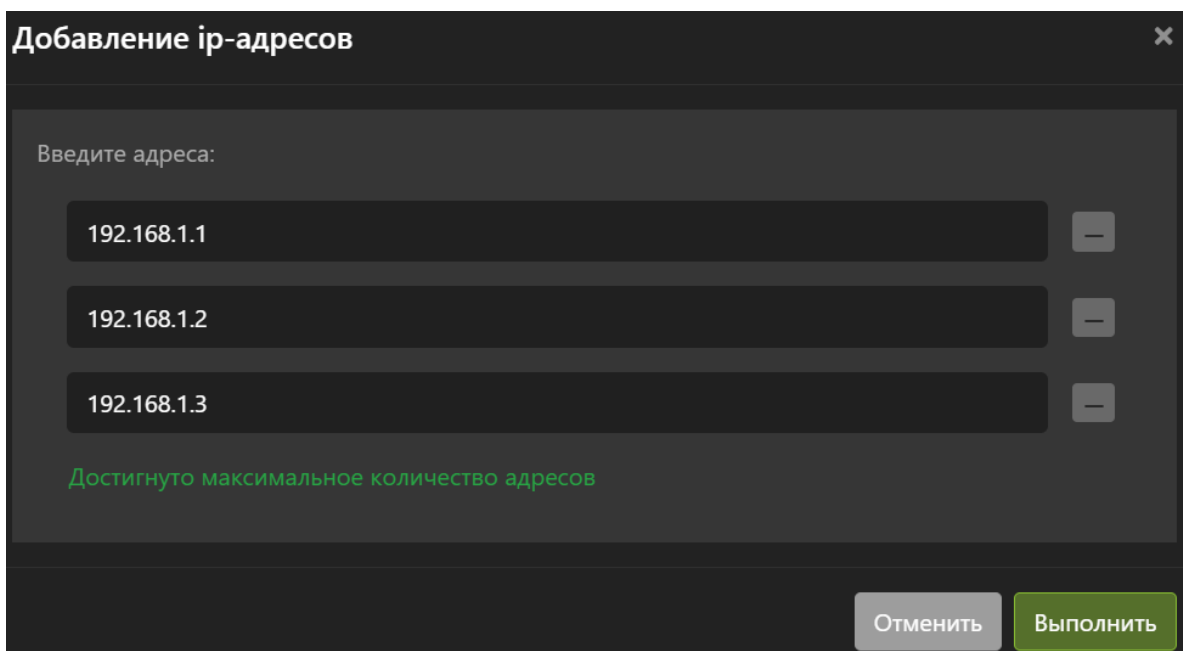 Добавление ip-адресов
Введите адреса:
192.168.1.1
192.168.1.2
192.168.1.3
Достигнуто максимальное количество адресов
Отменить Выполнить